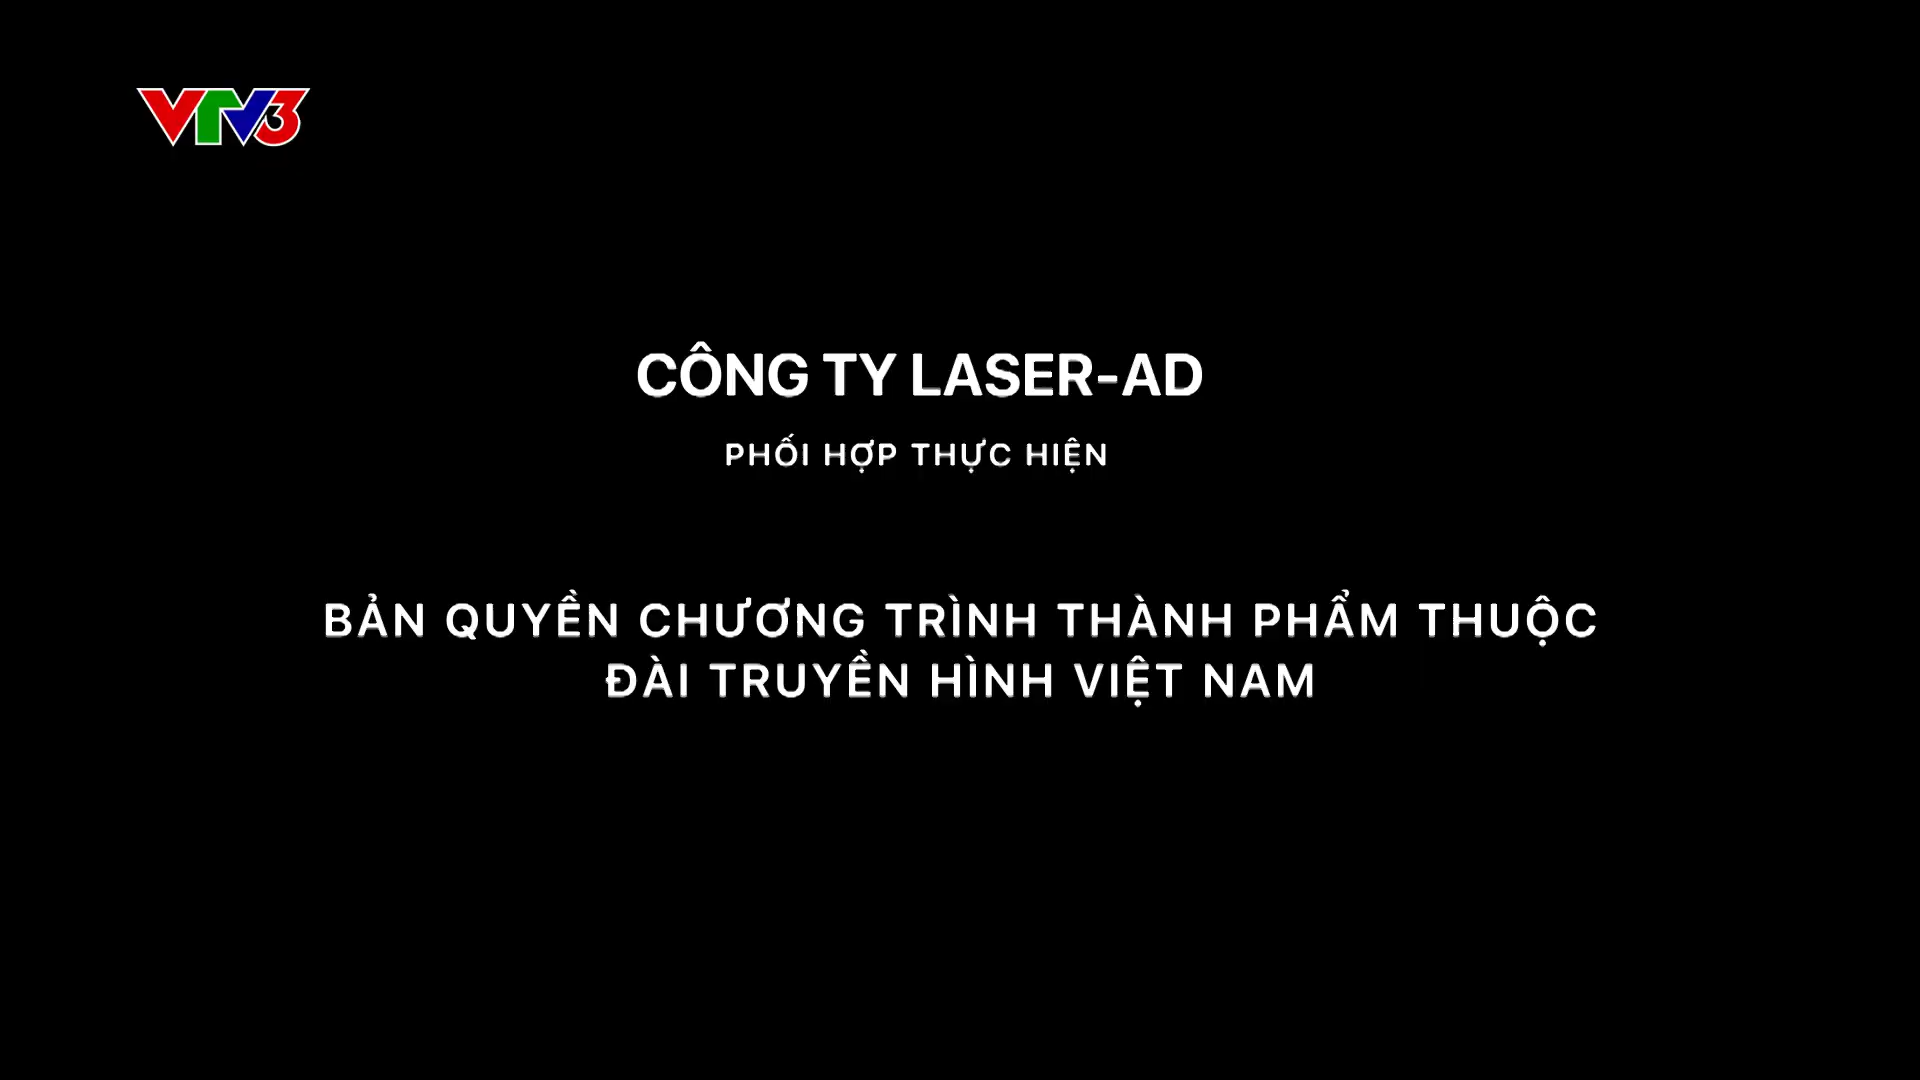 VTV3
CÔNG TY LASER-AD
PHỐI HỢP THỰC HIỆN
BẢN QUYỀN CHƯƠNG TRÌNH THÀNH PHẨM THUỘC
ĐÀI TRUYỀN HÌNH VIỆT NAM